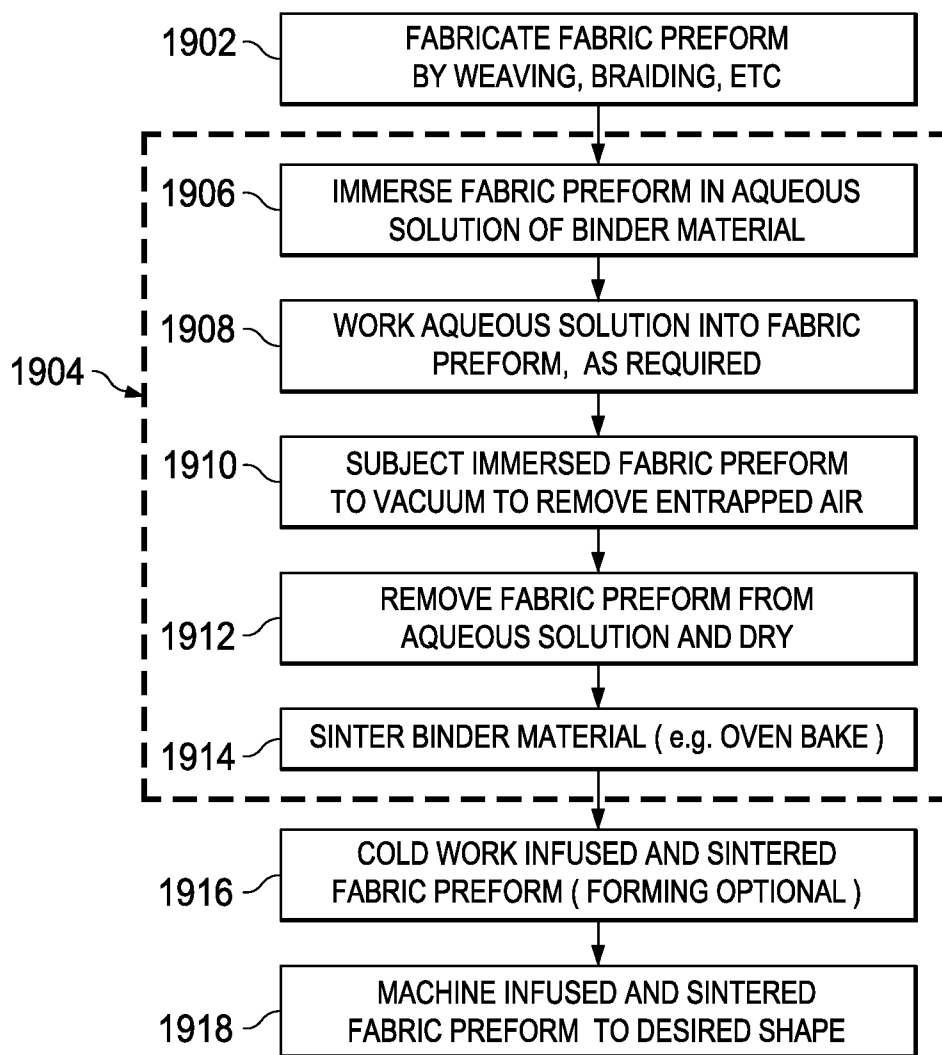 1902
FABRICATE FABRIC PREFORM
BY WEAVING, BRAIDING, ETC
1904
1906
IMMERSE FABRIC PREFORM IN AQUEOUS
SOLUTION OF BINDER MATERIAL
1908
WORK AQUEOUS SOLUTION INTO FABRIC
PREFORM, AS REQUIRED
1910
SUBJECT IMMERSED FABRIC PREFORM
TO VACUUM TO REMOVE ENTRAPPED AIR
1912
REMOVE FABRIC PREFORM FROM
AQUEOUS SOLUTION AND DRY
1914
SINTER BINDER MATERIAL ( e.g. OVEN BAKE )
1916
COLD WORK INFUSED AND SINTERED
FABRIC PREFORM ( FORMING OPTIONAL )
1918
MACHINE INFUSED AND SINTERED
FABRIC PREFORM TO DESIRED SHAPE